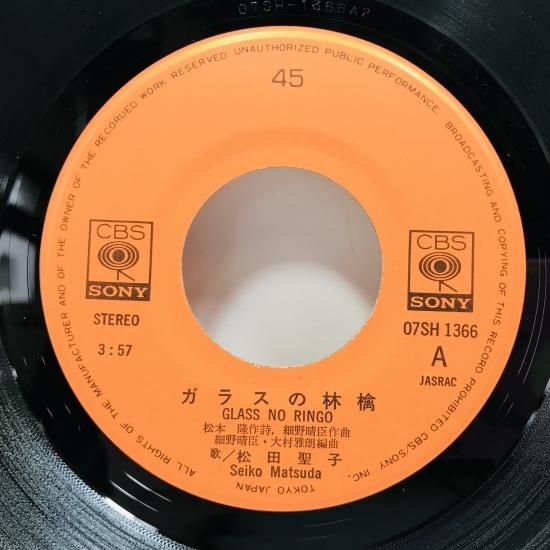 07SH-1366A2
45
ALL RIGHTS OF THE MANUFACTURER AND OF THE OWNER OF THE RECORDED WORK RESERVED UNAUTHORIZED PUBLIC PERFORMANCE, BROADCASTING AND COPYING OF THIS RECORD PROHIBITED CBS/SONY INC. TOKYO JAPAN
CBS
SONY
CBS
SONY
STEREO
3:57
07SH 1366
A
JASRAC
ガラスの林檎
GLASS NO RINGO
松本 隆作詩,細野晴臣作曲
細野晴臣・大村雅朗編曲
歌/松田聖子
Seiko Matsuda